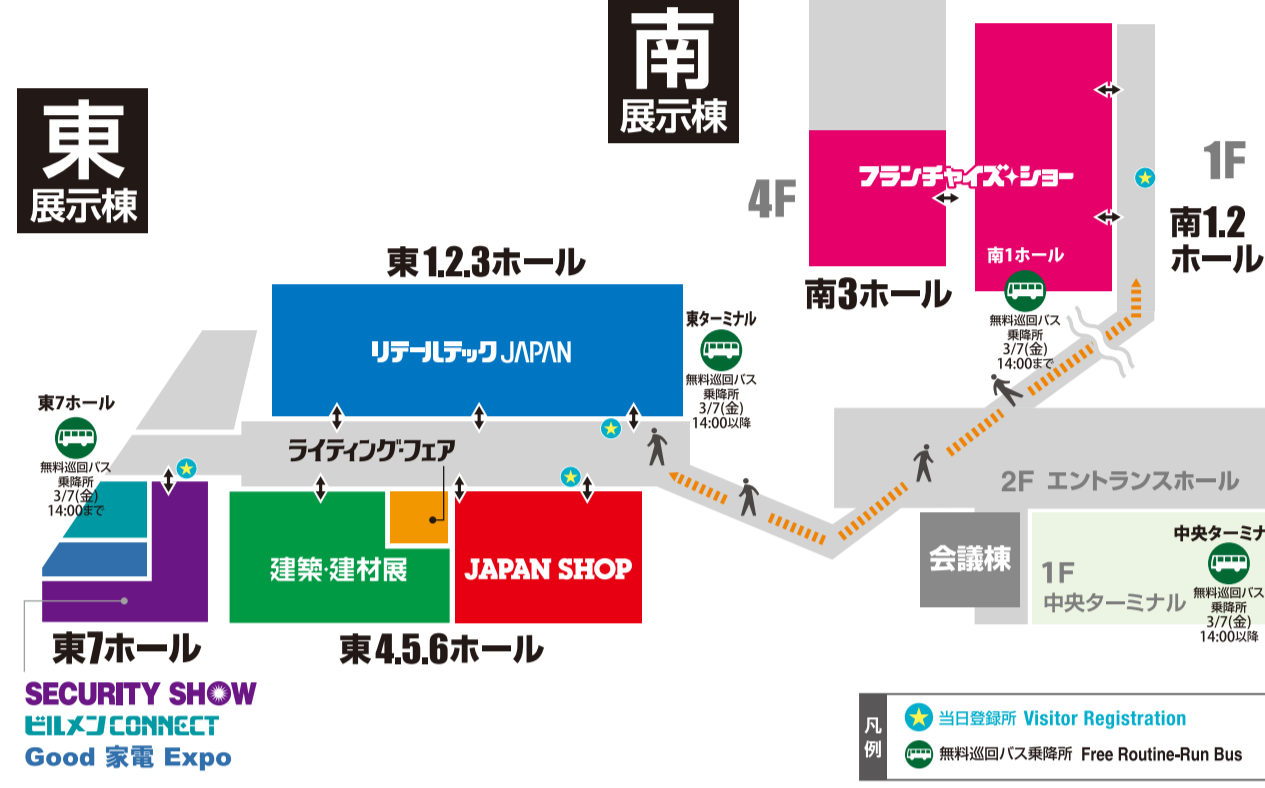 東
展示棟
南
展示棟
4F
フランチャイズ✦ショー
1F
南1.2
ホール
南1ホール
無料巡回バス
乗降所
3/7(金)
14:00まで
南3ホール
東1.2.3ホール
リテールテック JAPAN
東ターミナル
無料巡回バス
乗降所
3/7(金)
14:00以降
東7ホール
無料巡回バス
乗降所
3/7(金)
14:00まで
ライティング・フェア
建築・建材展
JAPAN SHOP
2F エントランスホール
会議棟
1F
中央ターミナル
中央ターミナ
無料巡回バス
乗降所
3/7(金)
14:00以降
東7ホール
東4.5.6ホール
SECURITY SHOW
ビルメン CONNECT
Good 家電 Expo
凡例
当日登録所 Visitor Registration
無料巡回バス乗降所 Free Routine-Run Bus